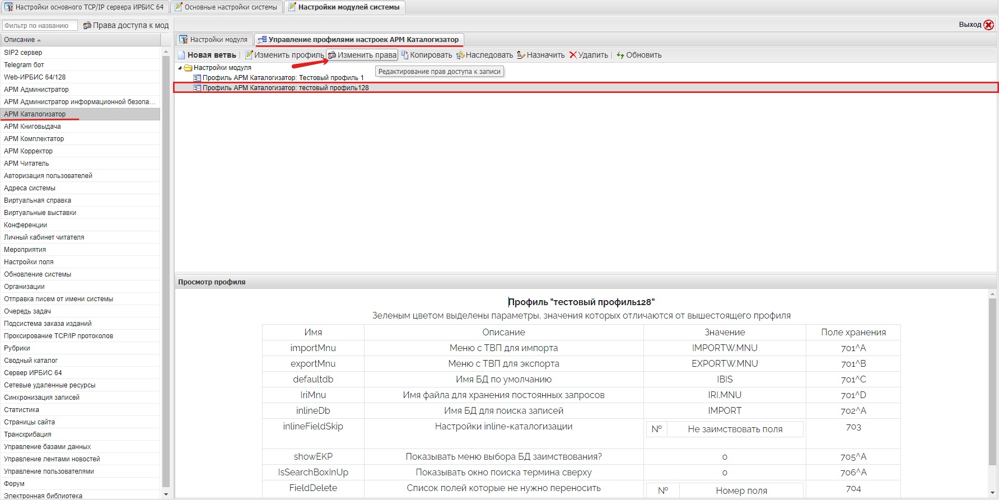 Настройки основного TCP/IP сервера ИРБИС 64
Основные настройки системы
Настройки модулей системы
Фильтр по названию
Права доступа к мод
Выход
Описание
SIP2 сервер
Telegram бот
Web-ИРБИС 64/128
АРМ Администратор
АРМ Администратор информационной безопа...
АРМ Каталогизатор
АРМ Книговыдача
АРМ Комплектатор
АРМ Корректор
АРМ Читатель
Авторизация пользователей
Адреса системы
Виртуальная справка
Виртуальные выставки
Конференции
Личный кабинет читателя
Мероприятия
Настройки поля
Обновление системы
Организации
Отправка писем от имени системы
Очередь задач
Подсистема заказа изданий
Проксирование TCP/IP протоколов
Рубрики
Сводный каталог
Сервер ИРБИС 64
Сетевые удаленные ресурсы
Синхронизация записей
Статистика
Страницы сайта
Транскрибация
Управление базами данных
Управление лентами новостей
Управление пользователями
Форум
Электронная библиотека
Настройки модуля
Управление профилями настроек АРМ Каталогизатор
Новая ветвь
Изменить профиль
Изменить права
Копировать
Наследовать
Назначить
Удалить
Обновить
Настройки модуля
Редактирование прав доступа к записи
Профиль АРМ Каталогизатор: Тестовый профиль 1
Профиль АРМ Каталогизатор: тестовый профиль128
Просмотр профиля
Профиль "тестовый профиль128"
Зеленым цветом выделены параметры, значения которых отличаются от вышестоящего профиля
Имя Описание Значение Поле хранения
importMnu Меню с ТВП для импорта IMPORTW.MNU 701^A
exportMnu Меню с ТВП для экспорта EXPORTW.MNU 701^B
defaultdb Имя БД по умолчанию IBIS 701^C
IriMnu Имя файла для хранения постоянных запросов IRI.MNU 701^D
inlineDb Имя БД для поиска записей IMPORT 702^A
inlineFieldSkip Настройки inline-каталогизации № Не заимствовать поля 703
showEKP Показывать меню выбора БД заимствования? 0 705^A
IsSearchBoxInUp Показывать окно поиска термина сверху 0 706^A
FieldDelete Список полей которые не нужно переносить № Номер поля 704